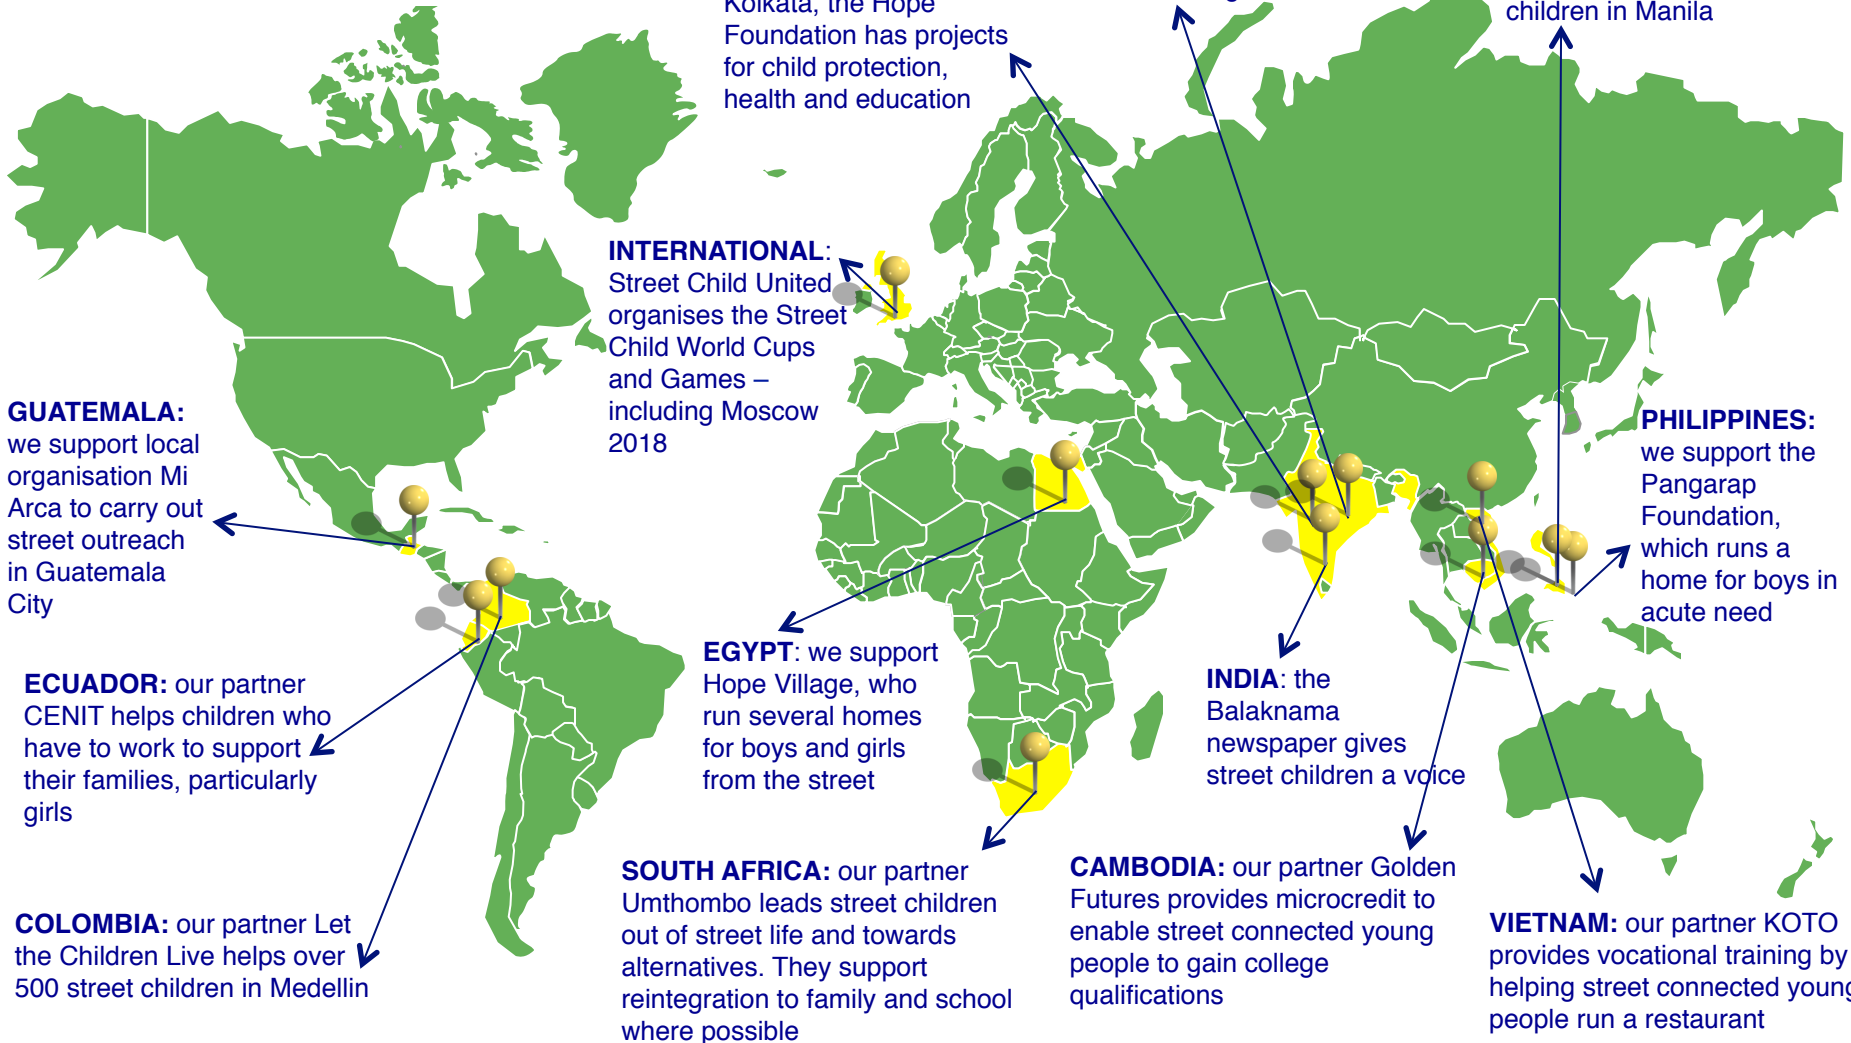 Kolkata, the Hope
Foundation has projects
for child protection,
health and education
children in Manila
INTERNATIONAL:
Street Child United
organises the Street
Child World Cups
and Games –
including Moscow
2018
GUATEMALA:
we support local
organisation Mi
Arca to carry out
street outreach
in Guatemala
City
PHILIPPINES:
we support the
Pangarap
Foundation,
which runs a
home for boys in
acute need
ECUADOR: our partner
CENIT helps children who
have to work to support
their families, particularly
girls
EGYPT: we support
Hope Village, who
run several homes
for boys and girls
from the street
INDIA: the
Balaknama
newspaper gives
street children a voice
COLOMBIA: our partner Let
the Children Live helps over
500 street children in Medellin
SOUTH AFRICA: our partner
Umthombo leads street children
out of street life and towards
alternatives. They support
reintegration to family and school
where possible
CAMBODIA: our partner Golden
Futures provides microcredit to
enable street connected young
people to gain college
qualifications
VIETNAM: our partner KOTO
provides vocational training by
helping street connected young
people run a restaurant